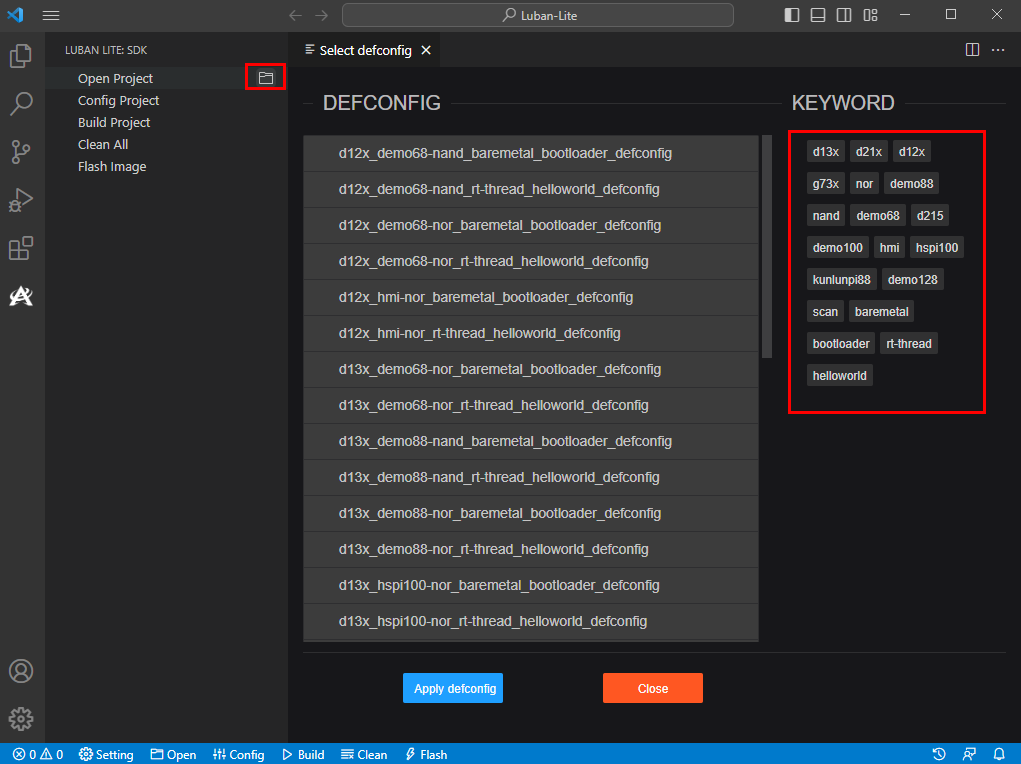 Luban-Lite
LUBAN LITE: SDK
Open Project
Config Project
Build Project
Clean All
Flash Image
Select defconfig
DEFCONFIG
d12x_demo68-nand_baremetal_bootloader_defconfig
d12x_demo68-nand_rt-thread_helloworld_defconfig
d12x_demo68-nor_baremetal_bootloader_defconfig
d12x_demo68-nor_rt-thread_helloworld_defconfig
d12x_hmi-nor_baremetal_bootloader_defconfig
d12x_hmi-nor_rt-thread_helloworld_defconfig
d13x_demo68-nor_baremetal_bootloader_defconfig
d13x_demo68-nor_rt-thread_helloworld_defconfig
d13x_demo88-nand_baremetal_bootloader_defconfig
d13x_demo88-nand_rt-thread_helloworld_defconfig
d13x_demo88-nor_baremetal_bootloader_defconfig
d13x_demo88-nor_rt-thread_helloworld_defconfig
d13x_hspi100-nor_baremetal_bootloader_defconfig
d13x_hspi100-nor_rt-thread_helloworld_defconfig
KEYWORD
d13x d21x d12x
g73x nor demo88
nand demo68 d215
demo100 hmi hspi100
kunlunpi88 demo128
scan baremetal
bootloader rt-thread
helloworld
Apply defconfig Close
0 0 Setting Open Config Build Clean Flash